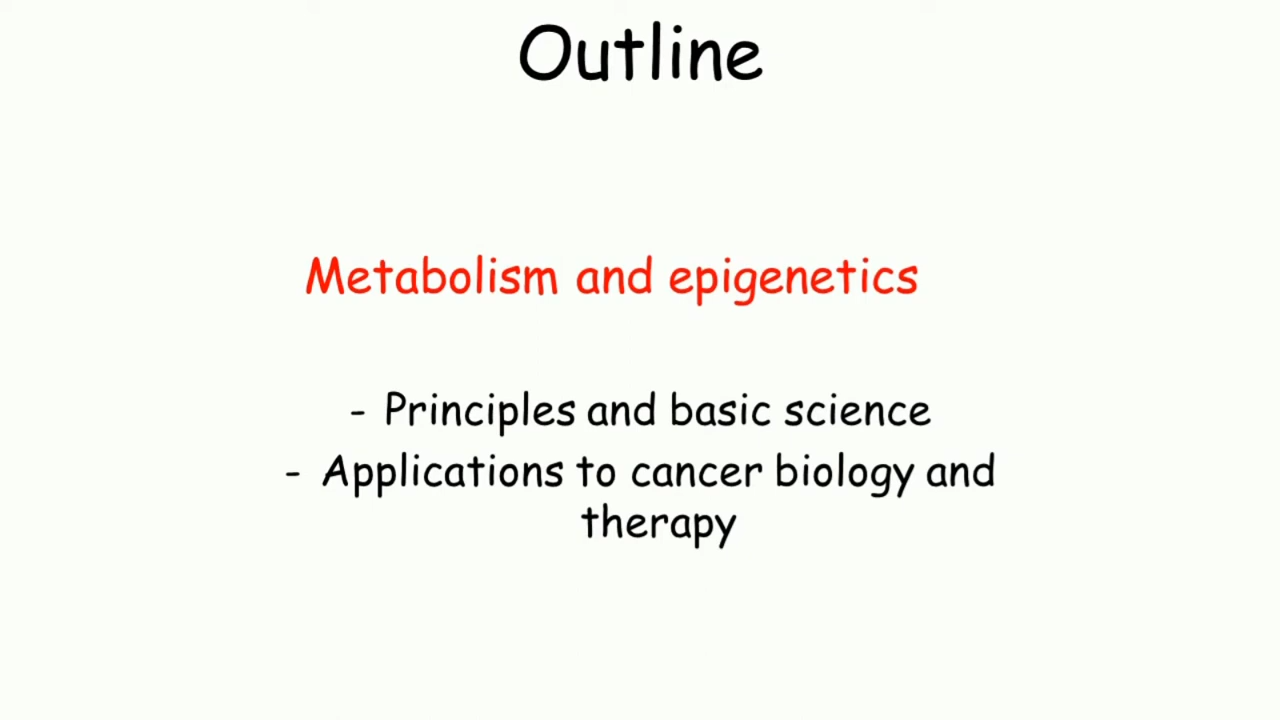 Outline
Metabolism and epigenetics
- Principles and basic science
- Applications to cancer biology and
therapy